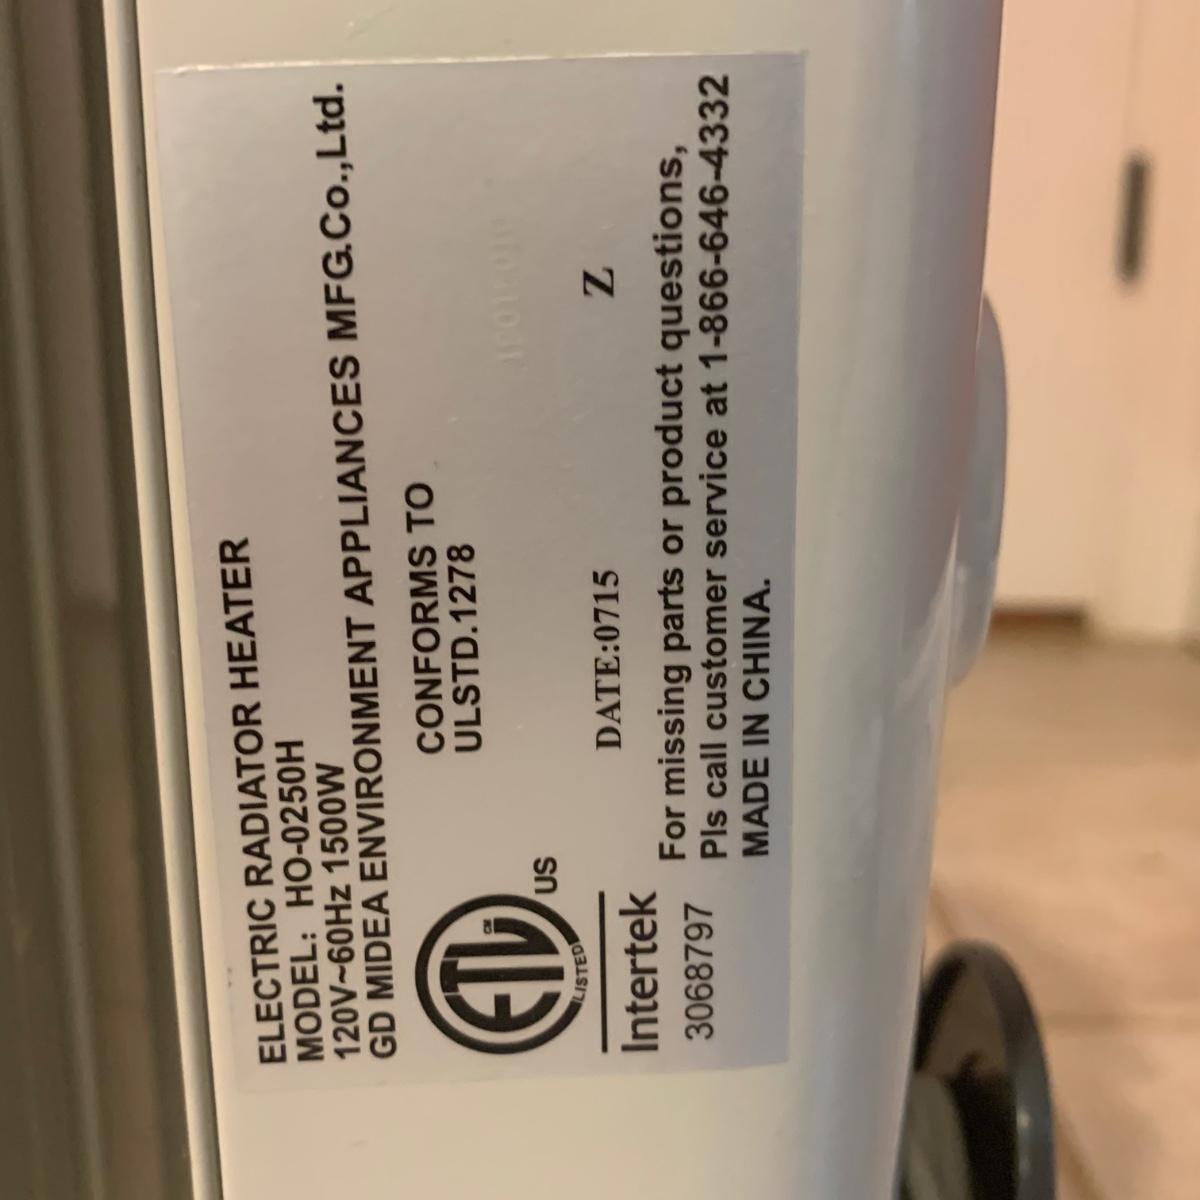 ELECTRIC RADIATOR HEATER
MODEL: HO-0250H
120V~60Hz 1500W
GD MIDEA ENVIRONMENT APPLIANCES MFG.Co.,Ltd.
CONFORMS TO
ULSTD.1278
ETL CM
LISTED
US
DATE:0715 Z
Intertek
3068797
For missing parts or product questions,
Pls call customer service at 1-866-646-4332
MADE IN CHINA.